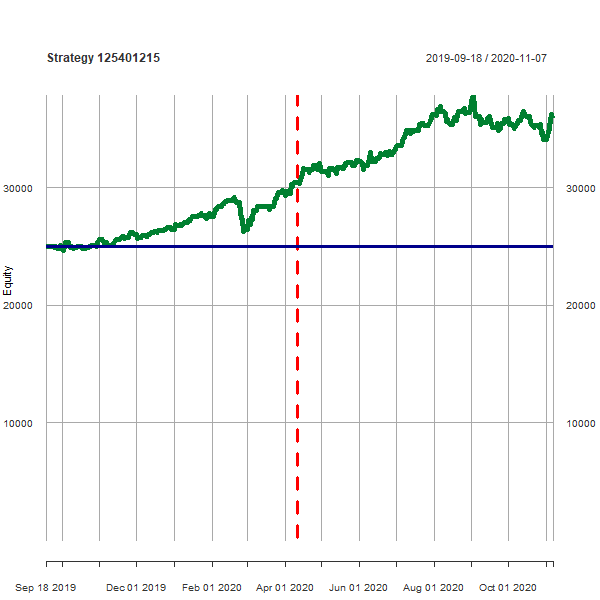 Strategy 125401215
2019-09-18 / 2020-11-07
30000
30000
Equity
20000
20000
10000
10000
Sep 18 2019
Dec 01 2019
Feb 01 2020
Apr 01 2020
Jun 01 2020
Aug 01 2020
Oct 01 2020